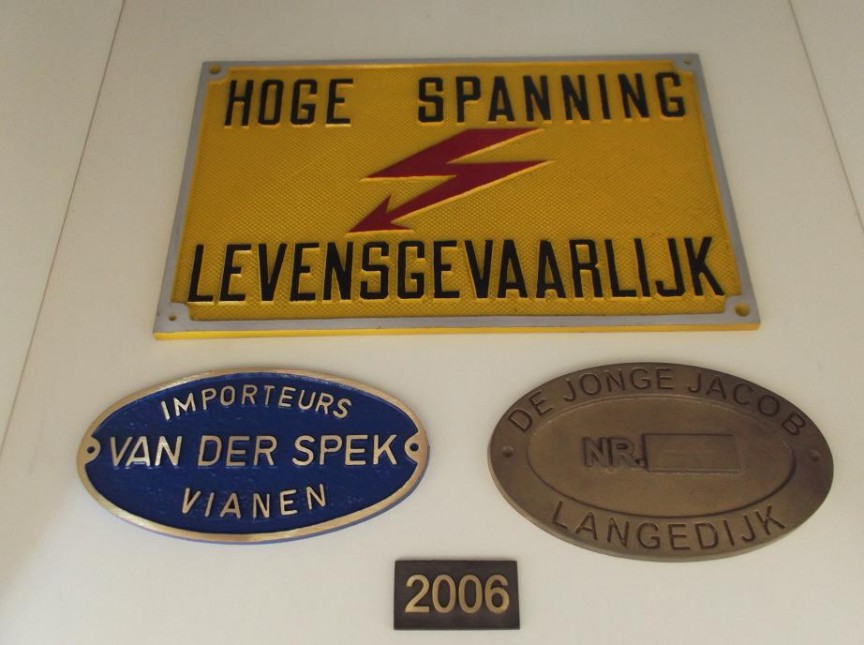 HOGE SPANNING
LEVENSGEVAARLIJK
IMPORTEURS
VAN DER SPEK
VIANEN
DE JONGE JACOB
NR.
LANGEDIJK
2006